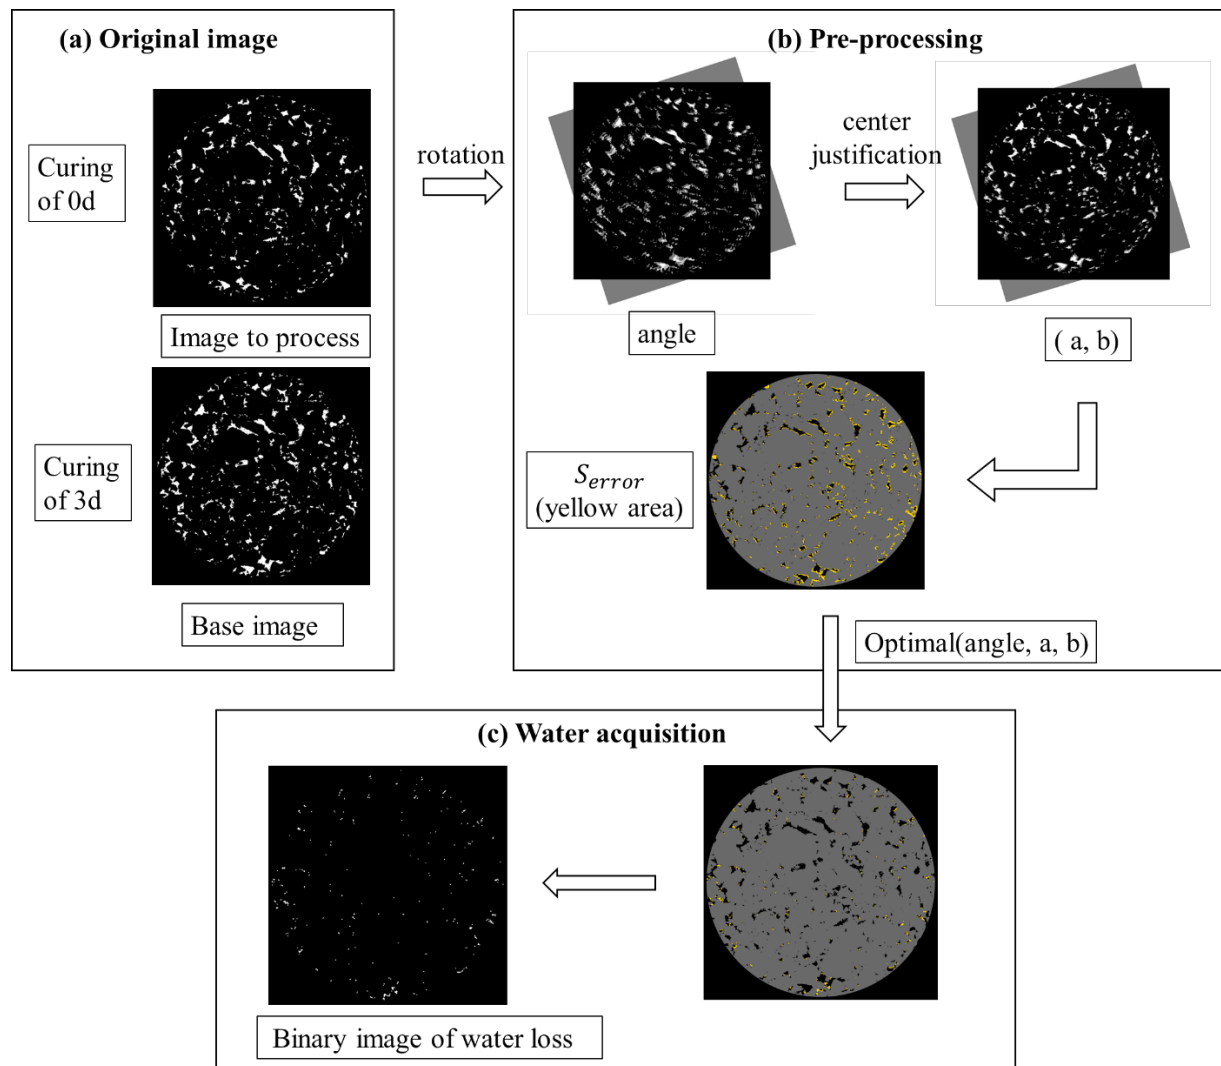 (a) Original image
Curing
of 0d
Image to process
Curing
of 3d
Base image
rotation
(b) Pre-processing
angle
center
justification
( a, b)
S_error
(yellow area)
Optimal(angle, a, b)
(c) Water acquisition
Binary image of water loss